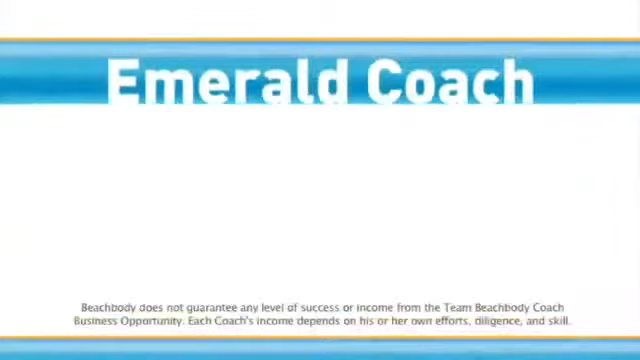 Emerald Coach
Beachbody does not guarantee any level of success or income from the Team Beachbody Coach
Business Opportunity. Each Coach's income depends on his or her own efforts, diligence, and skill.